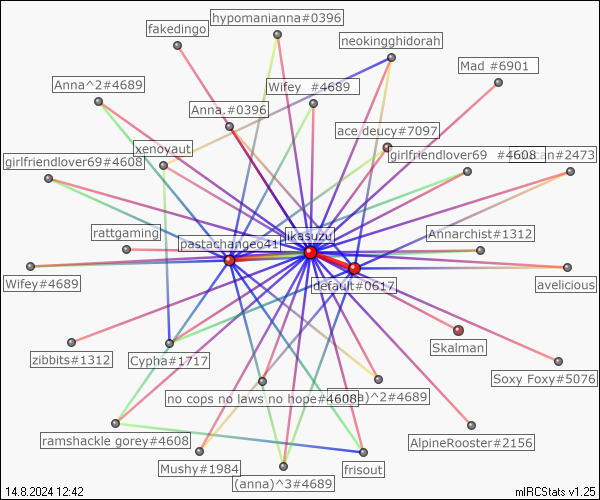 hypomanianna#0396
fakedingo
neokingghidorah
Mad #6901
Anna^2#4689
Wifey #4689
Anna #0396
ace deucy#7097
xenoyaut
girlfriendlover69#4608
girlfriendlover69 #4608
#2473
likasuzu
rattgaming
pastachangeo41
Annarchist#1312
Wifey#4689
default#0617
avelicious
zibbits#1312
Cypha#1717
Skalman
Soxy Foxy#5076
no cops no laws no hope#4608
^2#4689
ramshackle gorey#4608
AlpineRooster#2156
Mushy#1984
frisout
(anna)^3#4689
14.8.2024 12:42
mIRCStats v1.25